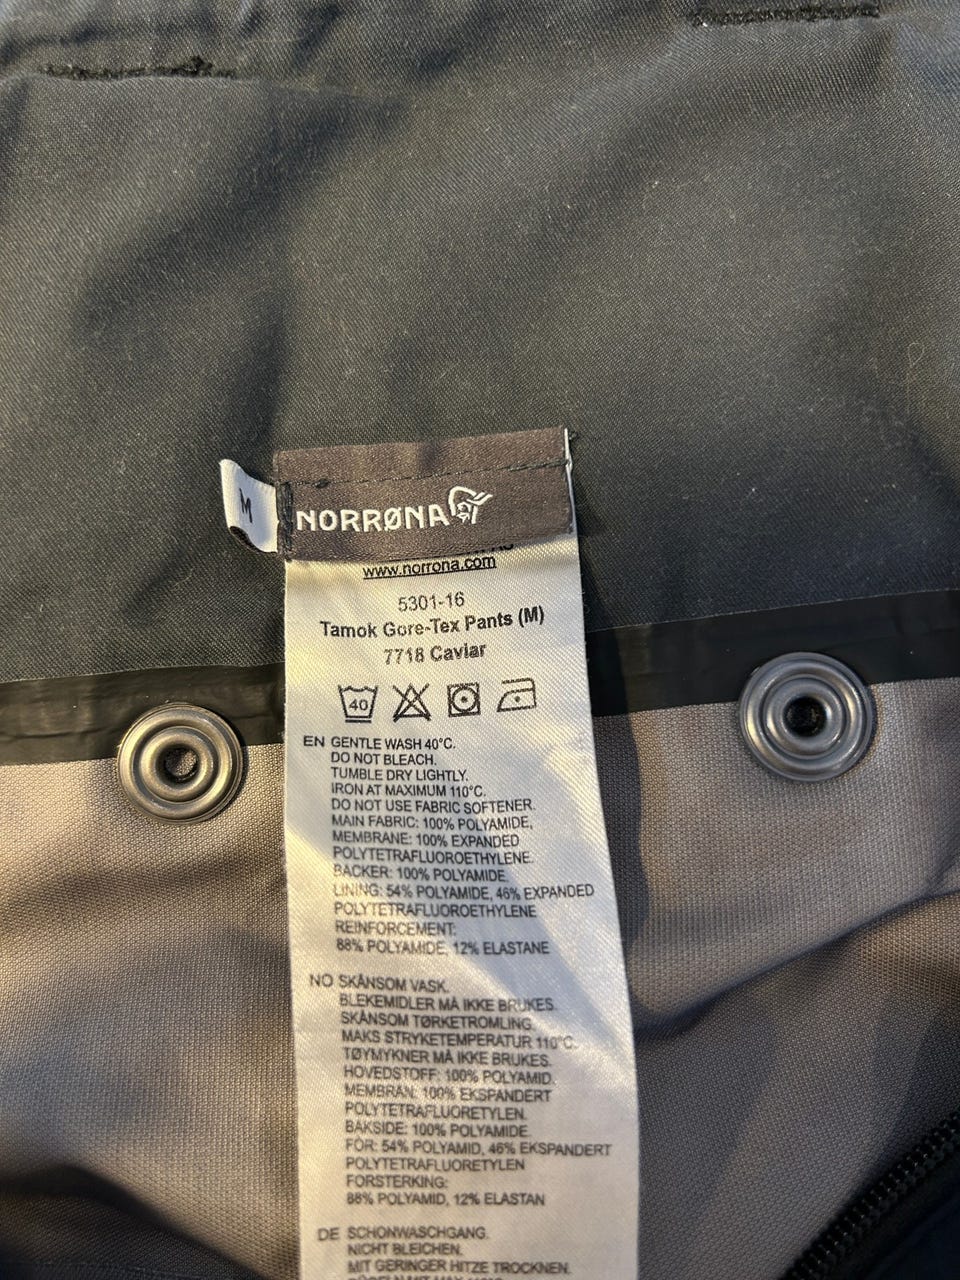 M
NORRØNA
www.norrona.com
5301-16
Tamok Gore-Tex Pants (M)
7718 Caviar
40
EN GENTLE WASH 40°C.
DO NOT BLEACH.
TUMBLE DRY LIGHTLY.
IRON AT MAXIMUM 110°C.
DO NOT USE FABRIC SOFTENER.
MAIN FABRIC: 100% POLYAMIDE,
MEMBRANE: 100% EXPANDED
POLYTETRAFLUOROETHYLENE.
BACKER: 100% POLYAMIDE.
LINING: 54% POLYAMIDE, 46% EXPANDED
POLYTETRAFLUOROETHYLENE
REINFORCEMENT:
88% POLYAMIDE, 12% ELASTANE
NO SKÅNSOM VASK.
BLEKEMIDLER MÅ IKKE BRUKES.
SKÅNSOM TØRKETROMLING.
MAKS STRYKETEMPERATUR 110°C.
TØYMYKNER MÅ IKKE BRUKES.
HOVEDSTOFF: 100% POLYAMID.
MEMBRAN: 100% EKSPANDERT
POLYTETRAFLUORETYLEN.
BAKSIDE: 100% POLYAMIDE.
FÓR: 54% POLYAMID, 46% EKSPANDERT
POLYTETRAFLUORETYLEN
FORSTERKING:
88% POLYAMID, 12% ELASTAN
DE SCHONWASCHGANG.
NICHT BLEICHEN.
MIT GERINGER HITZE TROCKNEN.